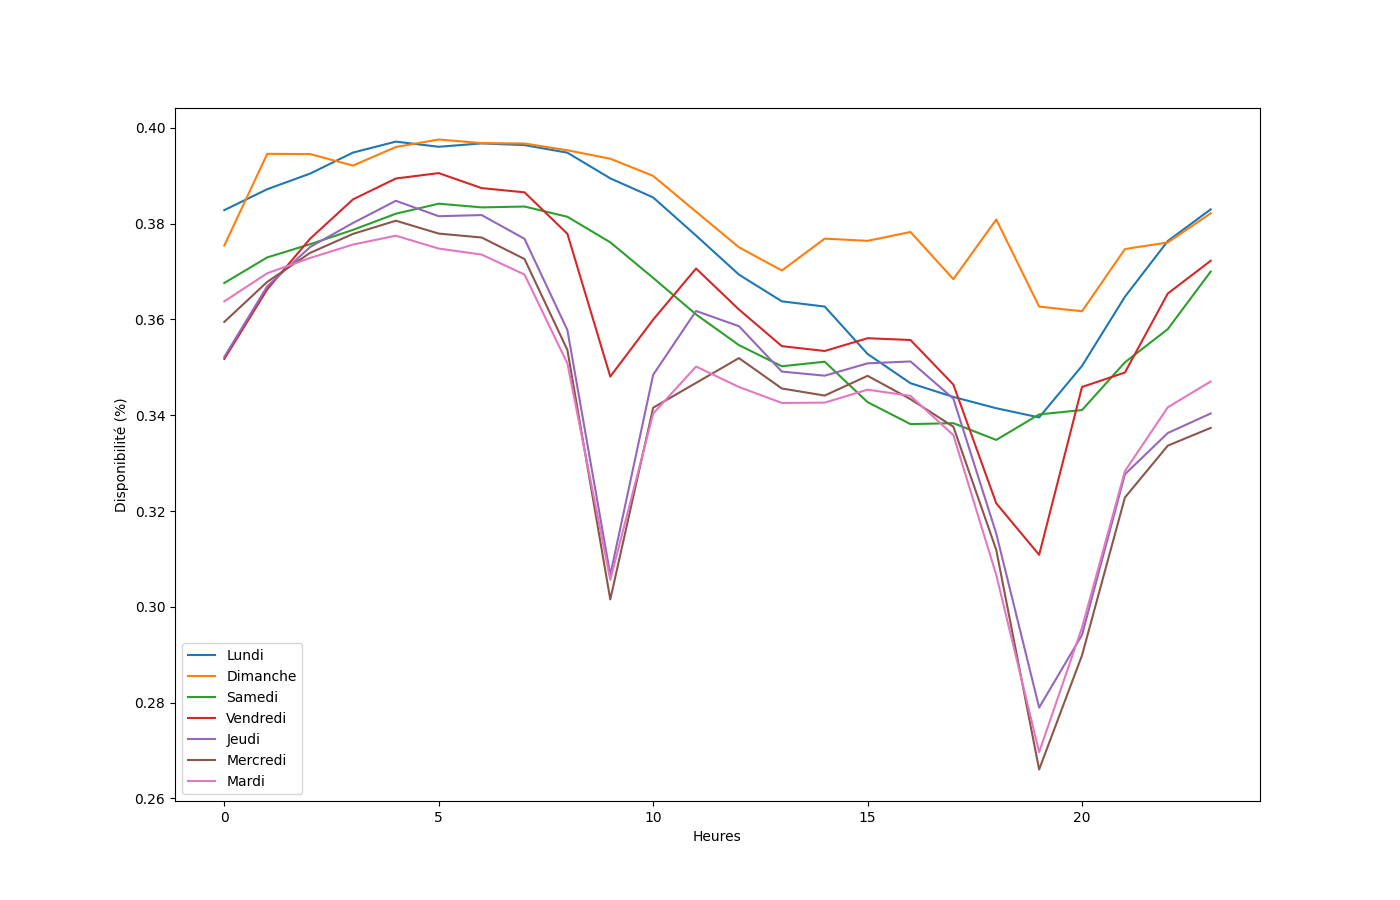 Disponibilité (%)
0.40
0.38
0.36
0.34
0.32
0.30
0.28
0.26
Lundi
Dimanche
Samedi
Vendredi
Jeudi
Mercredi
Mardi
0 5 10 15 20
Heures